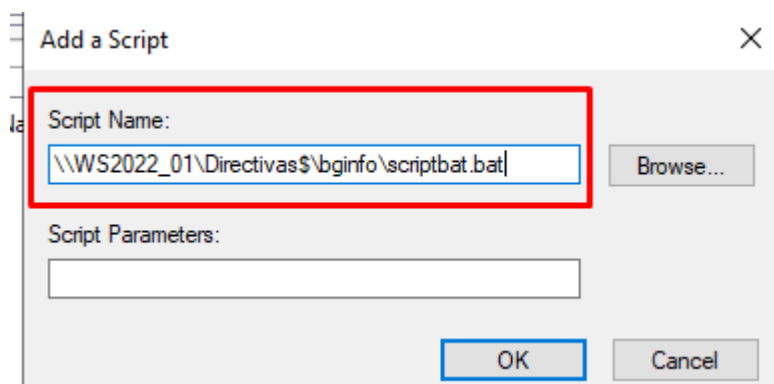 Add a Script
Script Name:
\\WS2022_01\Directivas$\bginfo\scriptbat.bat
Browse...
Script Parameters:
OK
Cancel